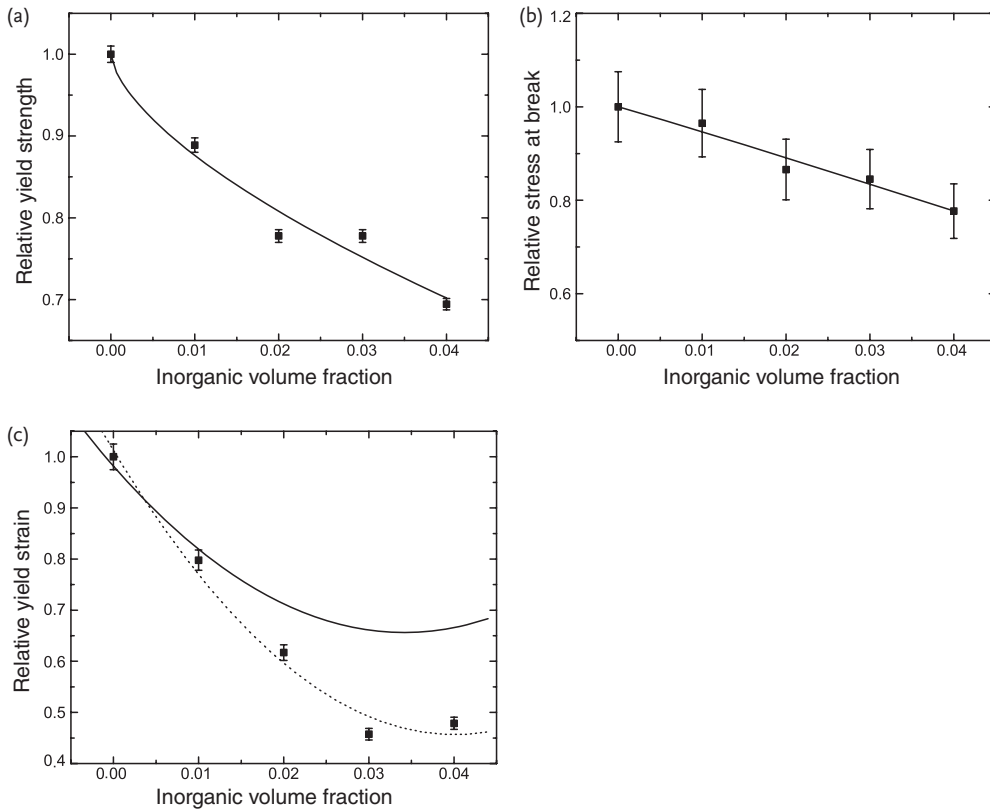 (a)
1.0
0.9
0.8
0.7
Relative yield strength
0.00 0.01 0.02 0.03 0.04
Inorganic volume fraction
(b)
1.2
1.0
0.8
0.6
Relative stress at break
0.00 0.01 0.02 0.03 0.04
Inorganic volume fraction
(c)
1.0
0.9
0.8
0.7
0.6
0.5
0.4
Relative yield strain
0.00 0.01 0.02 0.03 0.04
Inorganic volume fraction